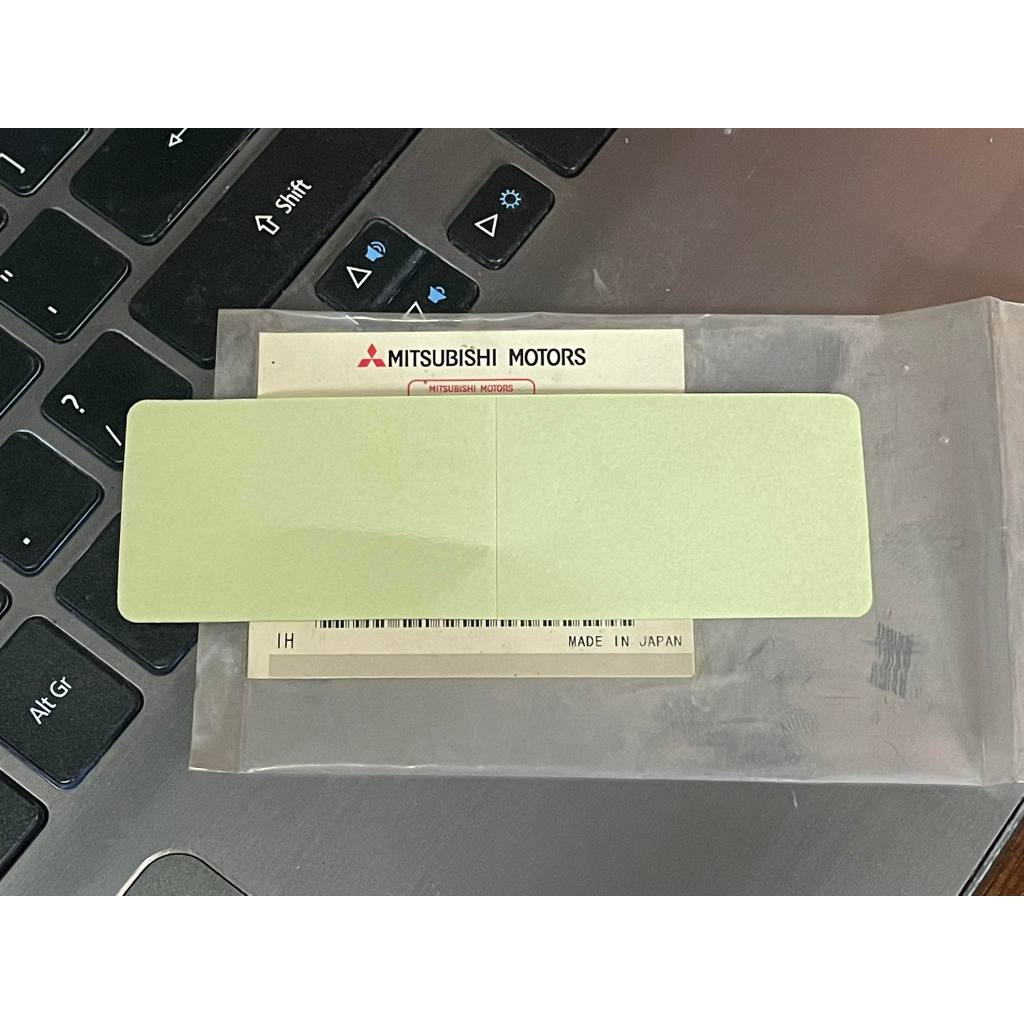 ]
Shift
"
'
?
/
.
Alt Gr
MITSUBISHI MOTORS
MITSUBISHI MOTORS
IH
MADE IN JAPAN